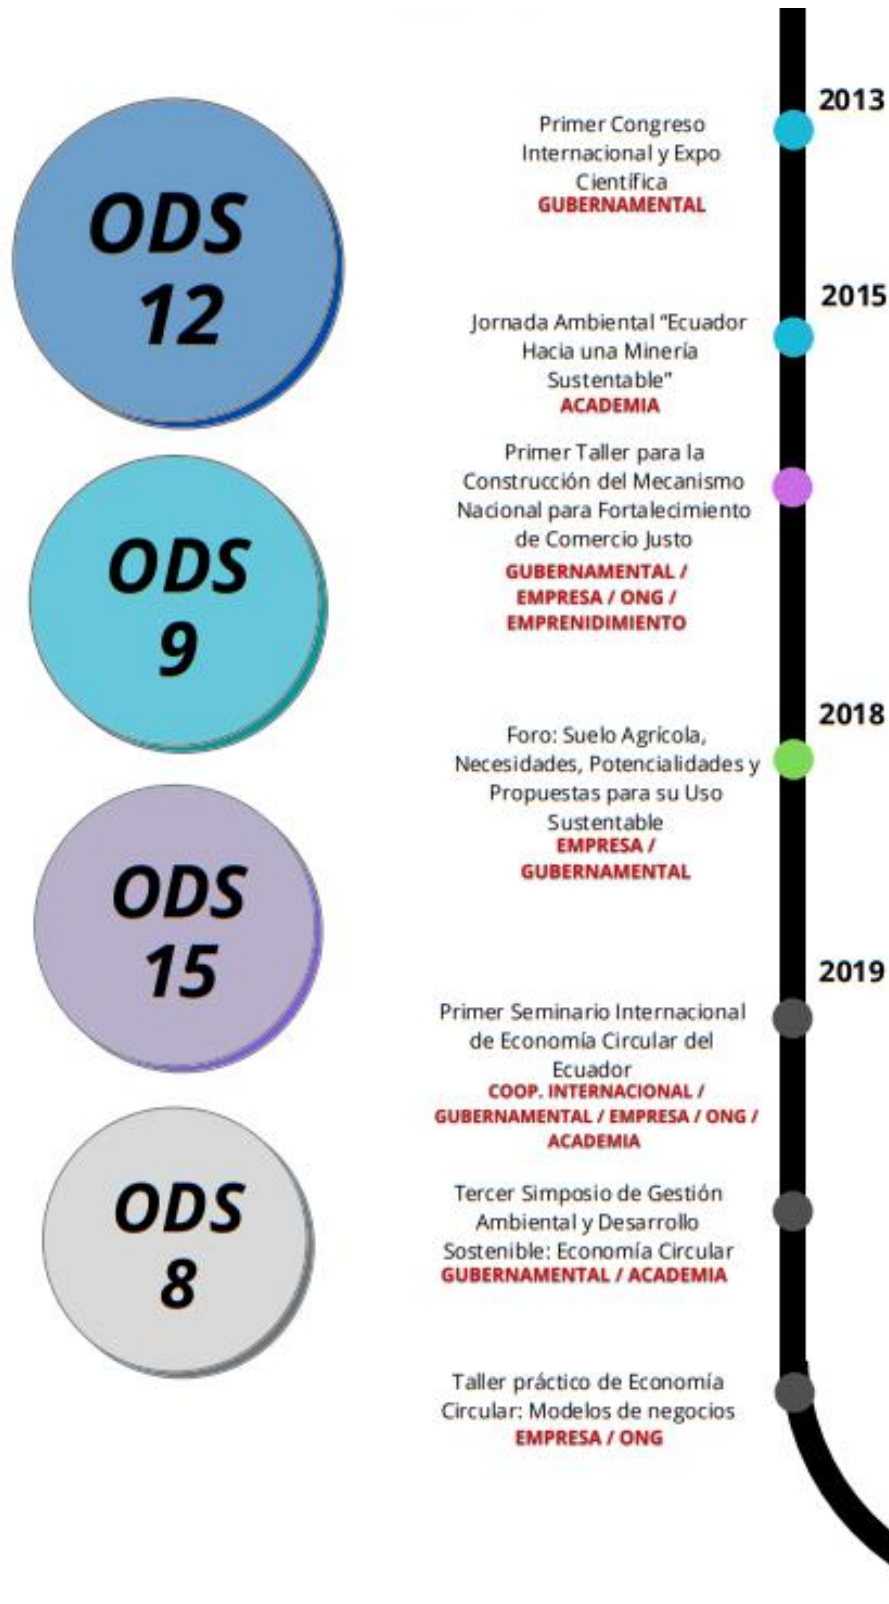 ODS
12
ODS
9
ODS
15
ODS
8
2013
Primer Congreso
Internacional y Expo
Científica
GUBERNAMENTAL
2015
Jornada Ambiental “Ecuador
Hacia una Minería
Sustentable”
ACADEMIA
Primer Taller para la
Construcción del Mecanismo
Nacional para Fortalecimiento
de Comercio Justo
GUBERNAMENTAL /
EMPRESA / ONG /
EMPRENIDIMIENTO
2018
Foro: Suelo Agrícola,
Necesidades, Potencialidades y
Propuestas para su Uso
Sustentable
EMPRESA /
GUBERNAMENTAL
2019
Primer Seminario Internacional
de Economía Circular del
Ecuador
COOP. INTERNACIONAL /
GUBERNAMENTAL / EMPRESA / ONG /
ACADEMIA
Tercer Simposio de Gestión
Ambiental y Desarrollo
Sostenible: Economía Circular
GUBERNAMENTAL / ACADEMIA
Taller práctico de Economía
Circular: Modelos de negocios
EMPRESA / ONG